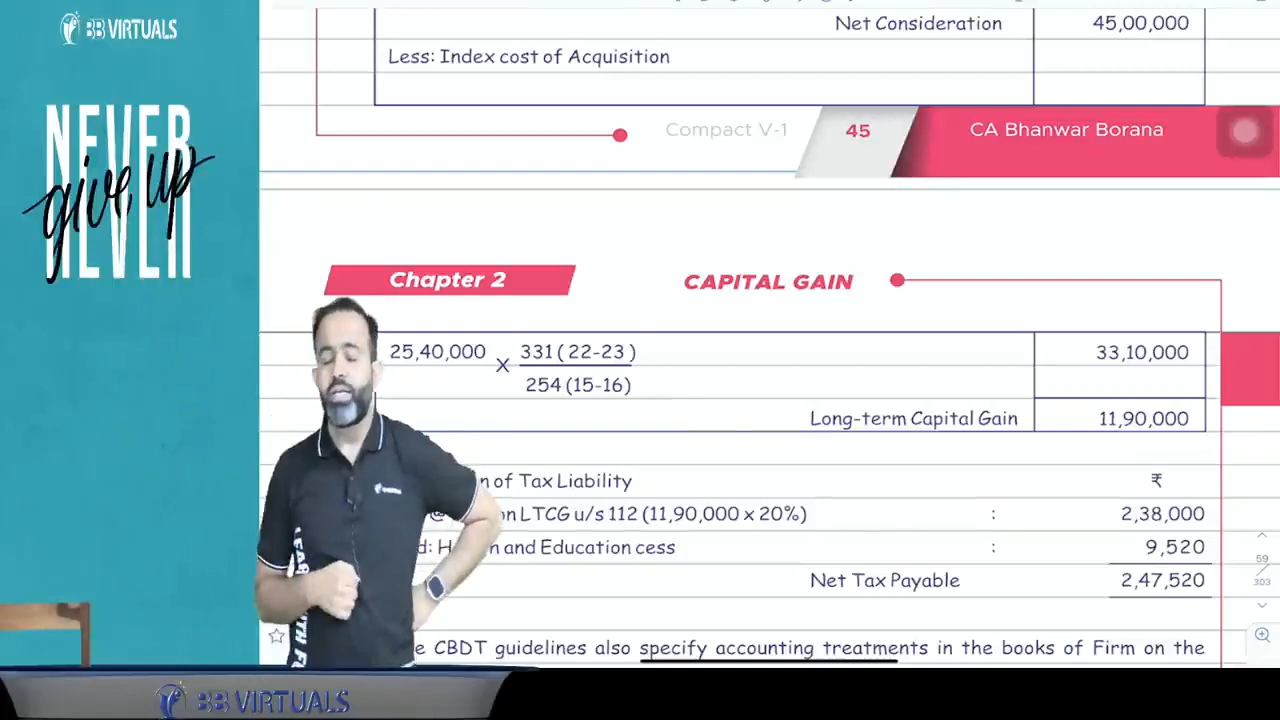 BB VIRTUALS
NEVER
give up
NEVER
Net Consideration 45,00,000
Less: Index cost of Acquisition
Compact V-1 45 CA Bhanwar Borana
Chapter 2 CAPITAL GAIN
25,40,000 X 331 ( 22-23 ) 33,10,000
254 (15-16)
Long-term Capital Gain 11,90,000
of Tax Liability ₹
@ on LTCG u/s 112 (11,90,000 x 20%) : 2,38,000
and Education cess : 9,520
Net Tax Payable 2,47,520
CBDT guidelines also specify accounting treatments in the books of Firm on the
59
303
BB VIRTUALS